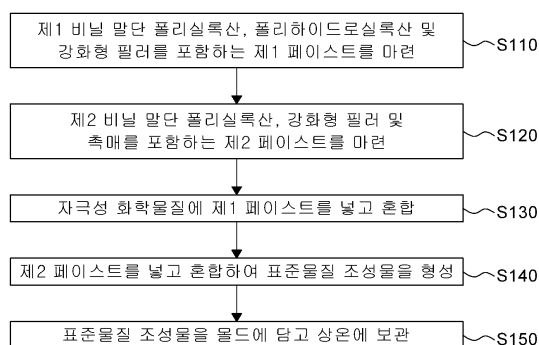 제1 비닐 말단 폴리실록산, 폴리하이드로실록산 및
강화형 필러를 포함하는 제1 페이스트를 마련
S110
제2 비닐 말단 폴리실록산, 강화형 필러 및
촉매를 포함하는 제2 페이스트를 마련
S120
자극성 화학물질에 제1 페이스트를 넣고 혼합
S130
제2 페이스트를 넣고 혼합하여 표준물질 조성물을 형성
S140
표준물질 조성물을 몰드에 담고 상온에 보관
S150